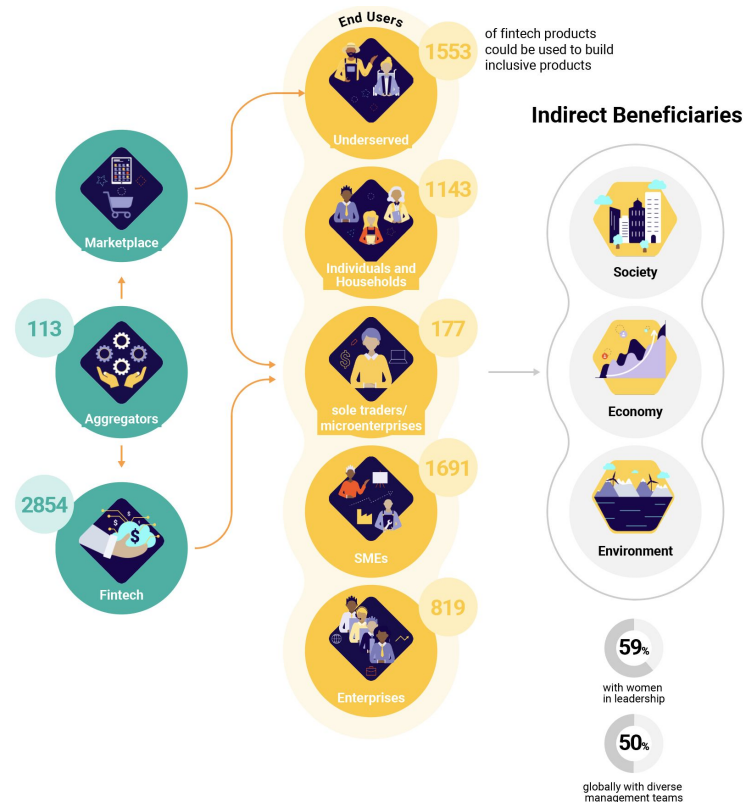 End Users
1553
of fintech products
could be used to build
inclusive products
Underserved
Marketplace
113
Aggregators
2854
$
$
$
$
Fintech
1143
Individuals and
Households
177
$
sole traders/
microenterprises
1691
SMEs
819
Enterprises
Indirect Beneficiaries
Society
Economy
Environment
59%
with women
in leadership
50%
globally with diverse
management teams